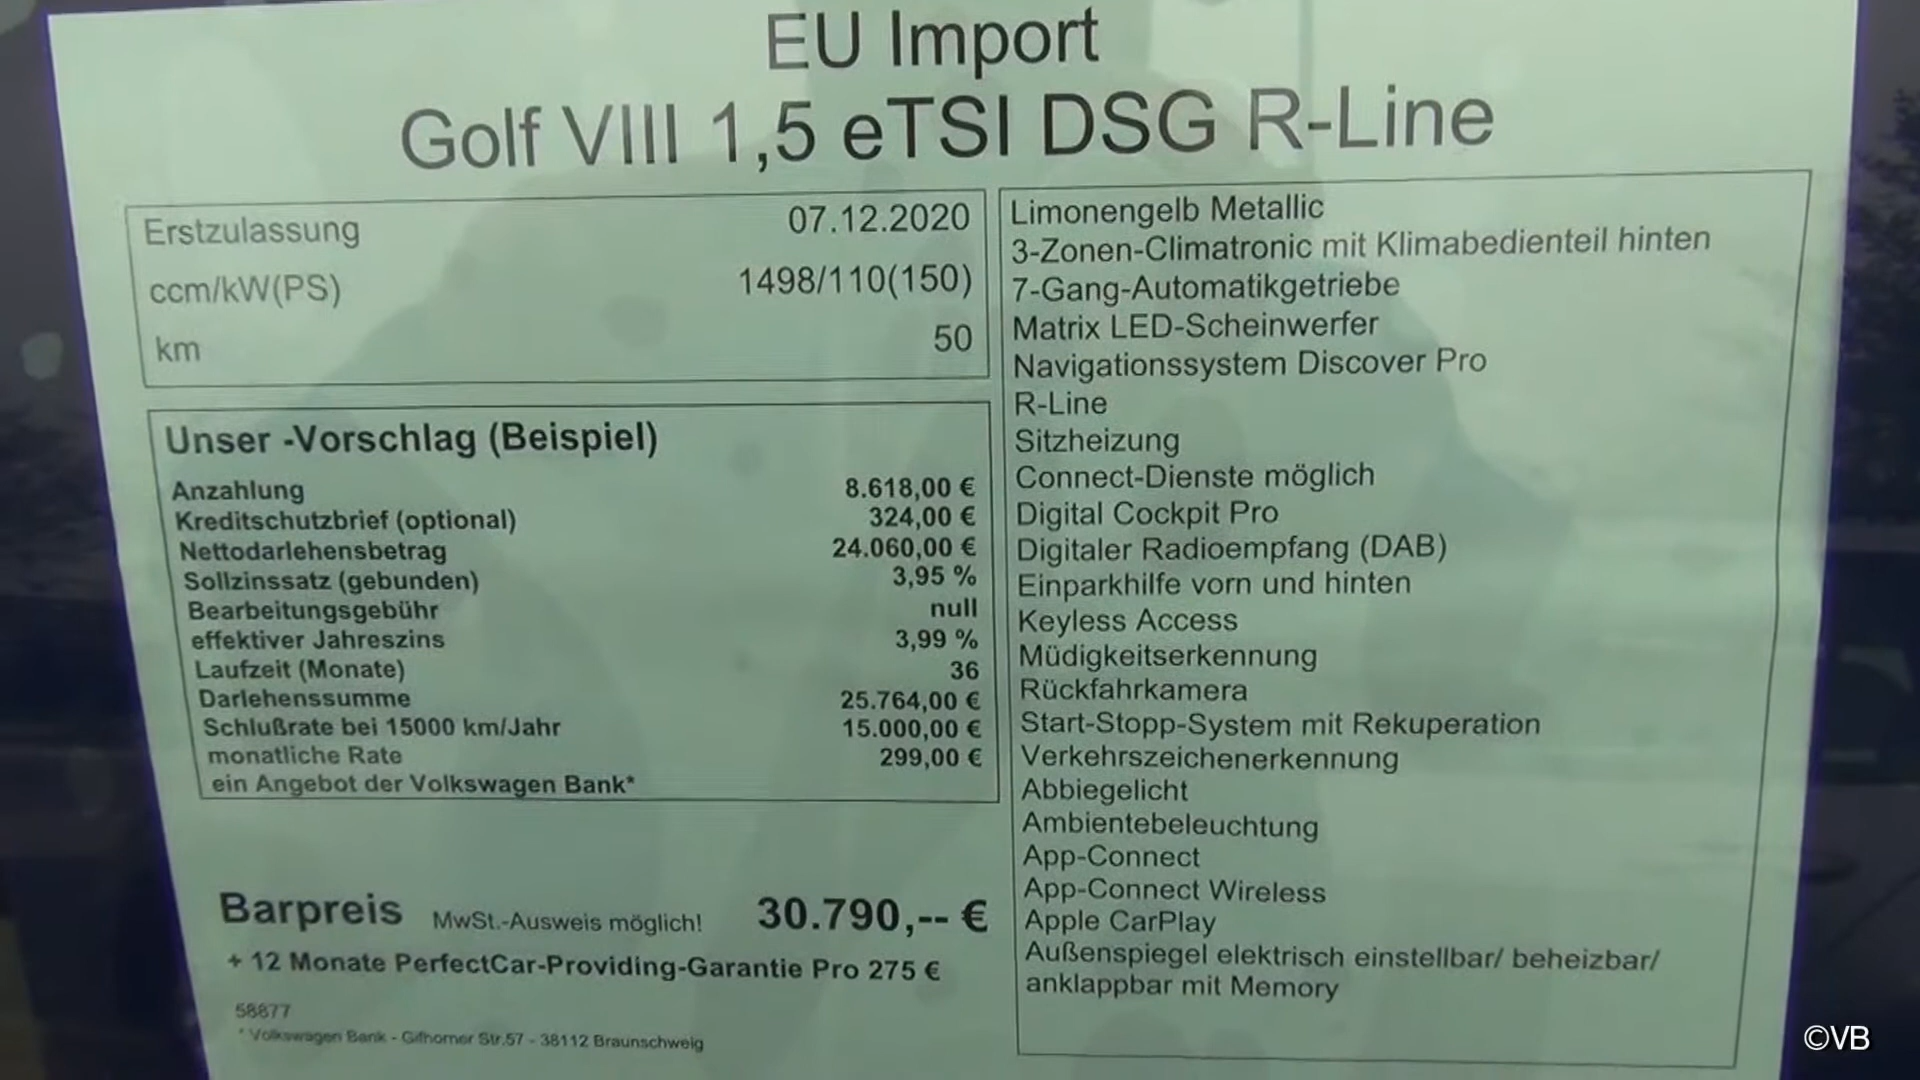 EU Import
Golf VIII 1,5 eTSI DSG R-Line
Erstzulassung 07.12.2020
ccm/kW(PS) 1498/110(150)
km 50
Unser -Vorschlag (Beispiel)
Anzahlung 8.618,00 €
Kreditschutzbrief (optional) 324,00 €
Nettodarlehensbetrag 24.060,00 €
Sollzinssatz (gebunden) 3,95 %
Bearbeitungsgebühr null
effektiver Jahreszins 3,99 %
Laufzeit (Monate) 36
Darlehenssumme 25.764,00 €
Schlußrate bei 15000 km/Jahr 15.000,00 €
monatliche Rate 299,00 €
ein Angebot der Volkswagen Bank*
Barpreis MwSt.-Ausweis möglich! 30.790,-- €
+ 12 Monate PerfectCar-Providing-Garantie Pro 275 €
58877
* Volkswagen Bank - Gifhorner Str.57 - 38112 Braunschweig
Limonengelb Metallic
3-Zonen-Climatronic mit Klimabedienteil hinten
7-Gang-Automatikgetriebe
Matrix LED-Scheinwerfer
Navigationssystem Discover Pro
R-Line
Sitzheizung
Connect-Dienste möglich
Digital Cockpit Pro
Digitaler Radioempfang (DAB)
Einparkhilfe vorn und hinten
Keyless Access
Müdigkeitserkennung
Rückfahrkamera
Start-Stopp-System mit Rekuperation
Verkehrszeichenerkennung
Abbiegelicht
Ambientebeleuchtung
App-Connect
App-Connect Wireless
Apple CarPlay
Außenspiegel elektrisch einstellbar/ beheizbar/
anklappbar mit Memory
©VB